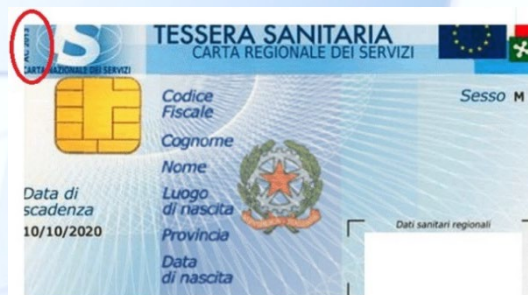 TESSERA SANITARIA
CARTA REGIONALE DEI SERVIZI
CARTA NAZIONALE DEI SERVIZI
Codice
Fiscale
Sesso M
Cognome
Nome
Data di
scadenza
10/10/2020
Luogo
di nascita
Provincia
Data
di nascita
Dati sanitari regionali